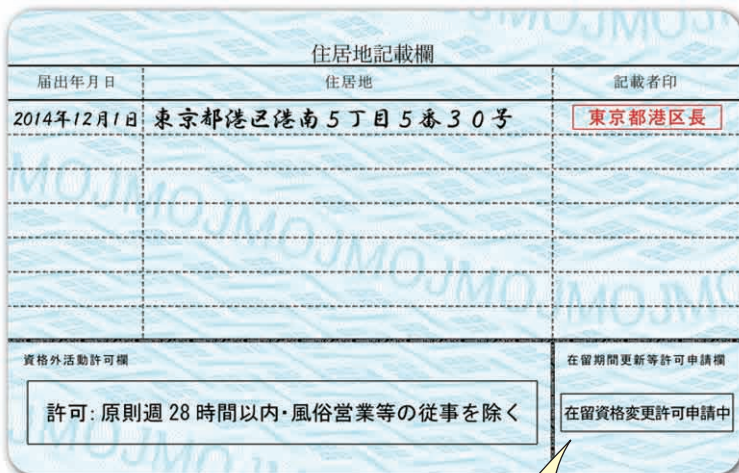 住居地記載欄
届出年月日 住居地 記載者印
2014年12月1日 東京都港区港南5丁目5番30号 東京都港区長
MOJMOJMOJMOJMOJMOJ
資格外活動許可欄 在留期間更新等許可申請欄
許可: 原則週 28 時間以内・風俗営業等の従事を除く 在留資格変更許可申請中